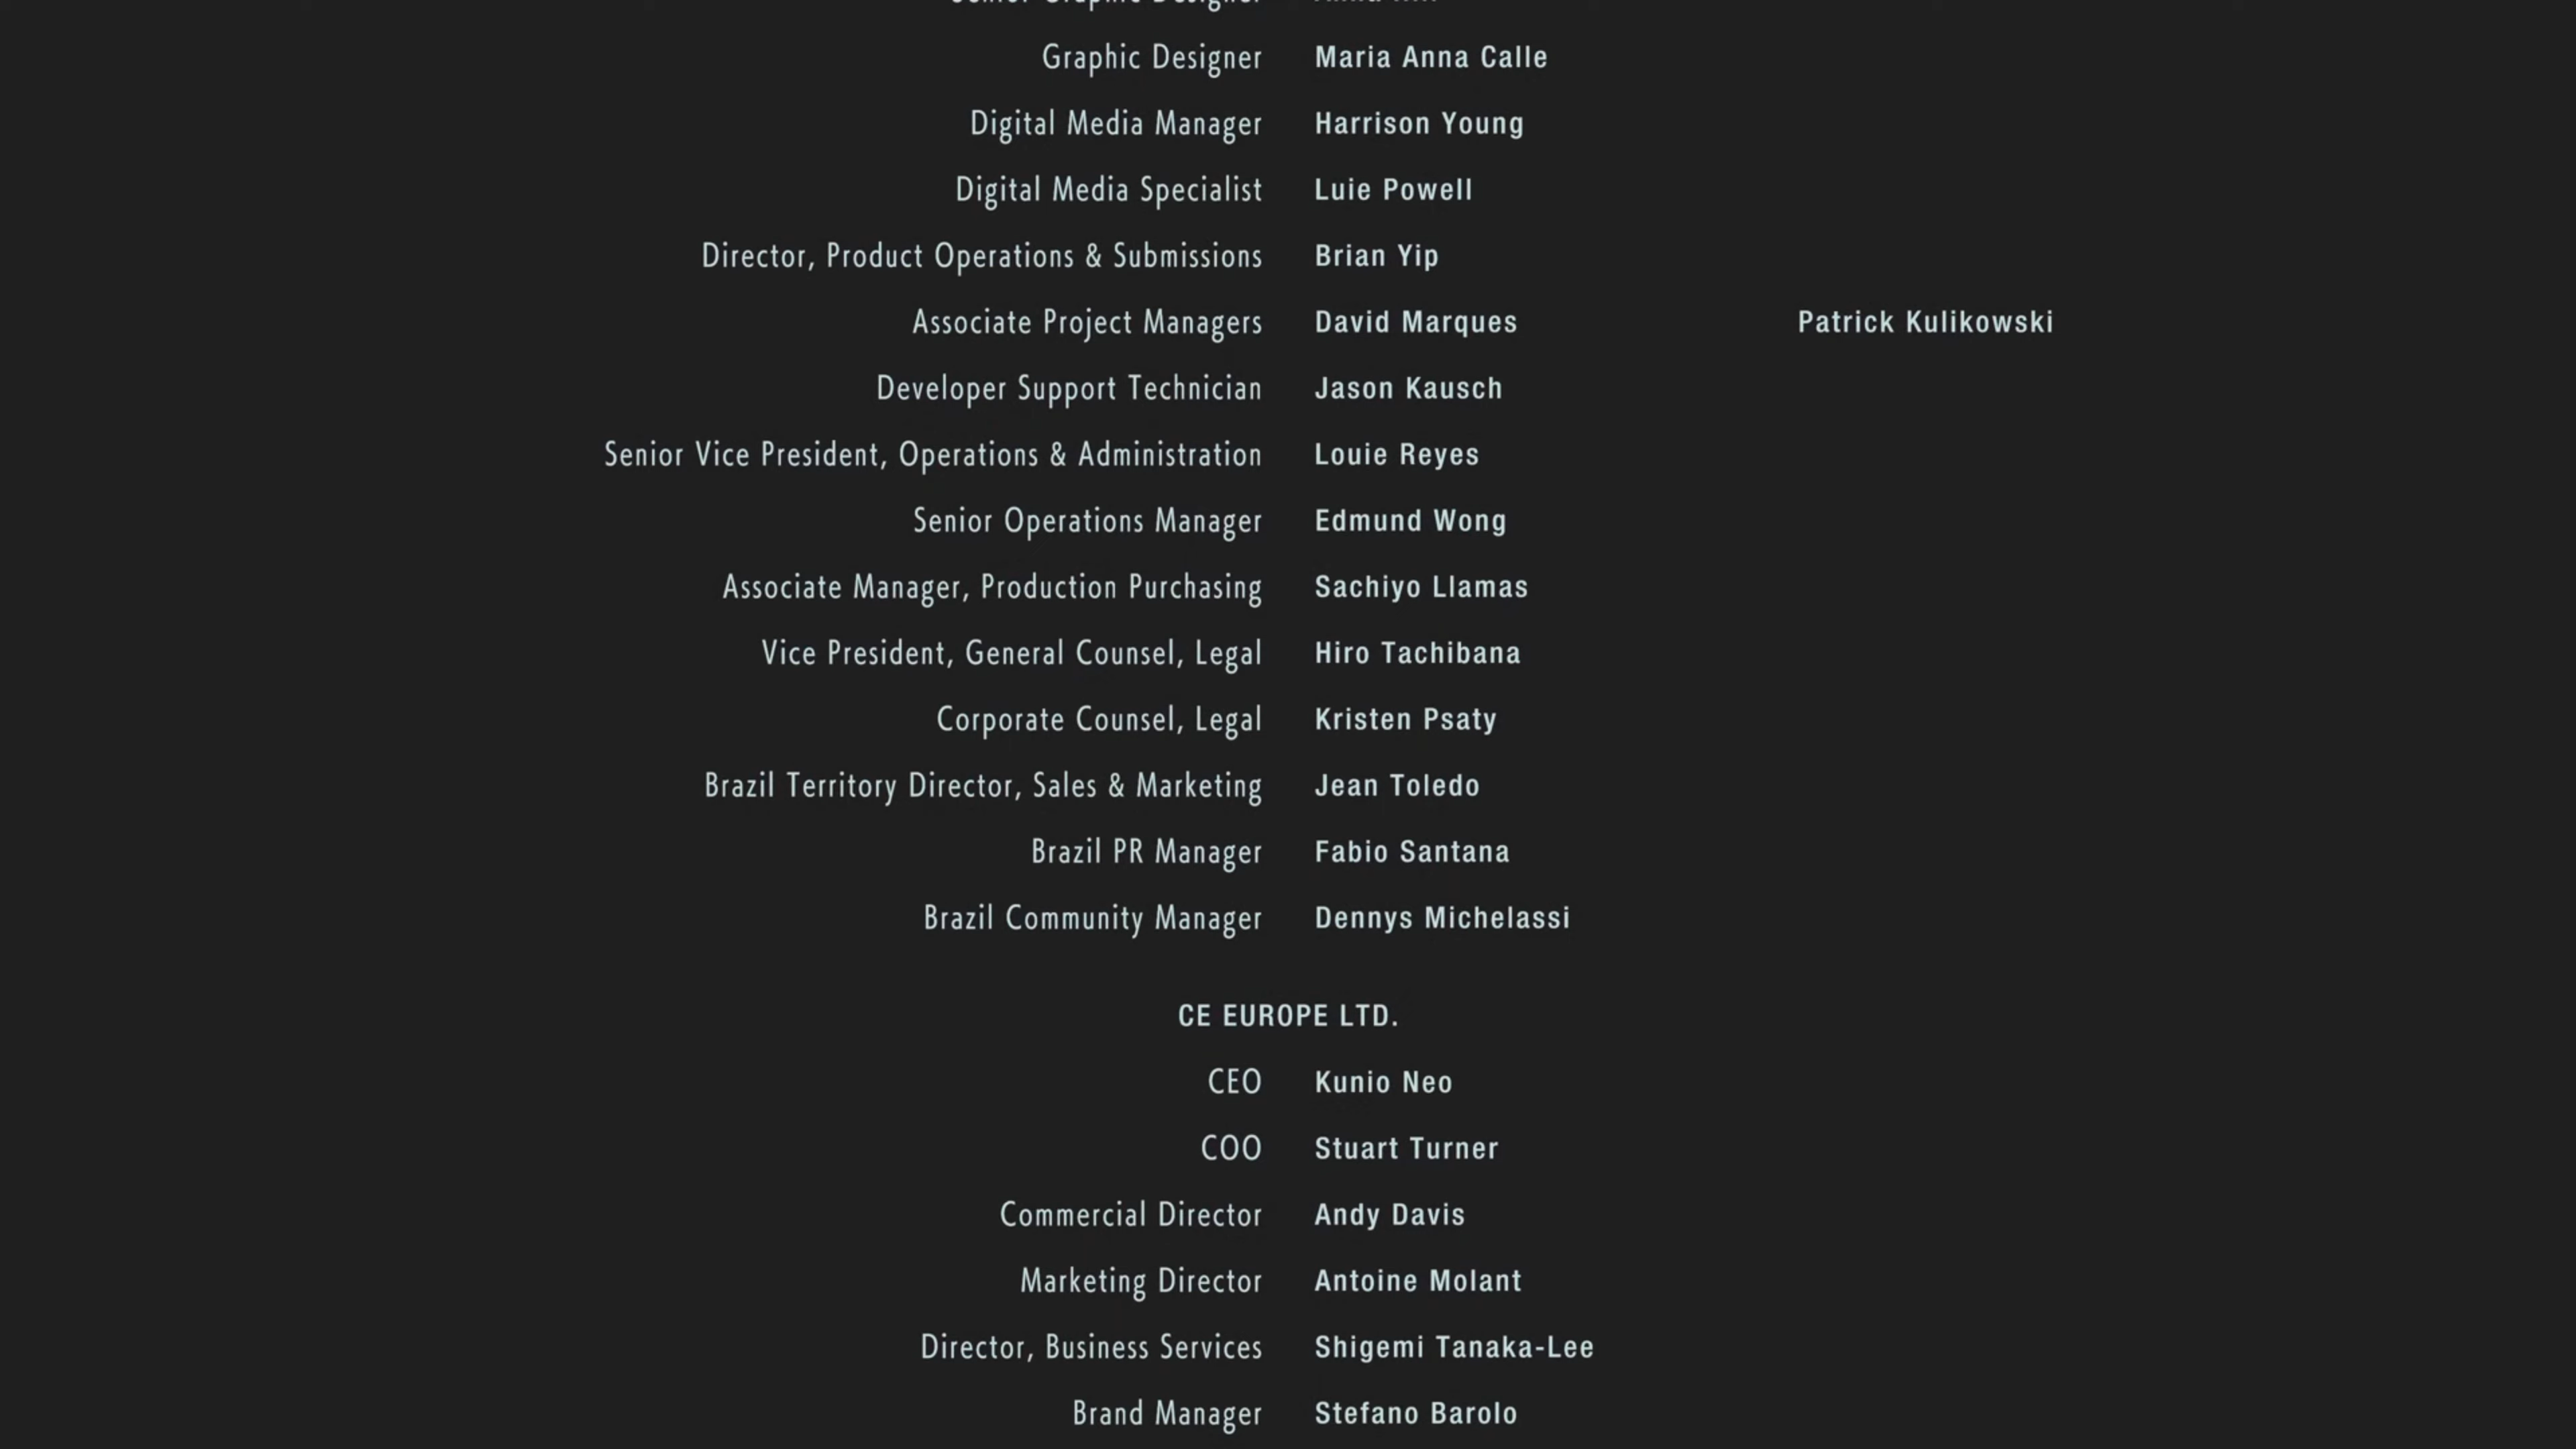 Senior Graphic Designer
Graphic Designer Maria Anna Calle
Digital Media Manager Harrison Young
Digital Media Specialist Luie Powell
Director, Product Operations & Submissions Brian Yip
Associate Project Managers David Marques Patrick Kulikowski
Developer Support Technician Jason Kausch
Senior Vice President, Operations & Administration Louie Reyes
Senior Operations Manager Edmund Wong
Associate Manager, Production Purchasing Sachiyo Llamas
Vice President, General Counsel, Legal Hiro Tachibana
Corporate Counsel, Legal Kristen Psaty
Brazil Territory Director, Sales & Marketing Jean Toledo
Brazil PR Manager Fabio Santana
Brazil Community Manager Dennys Michelassi
CE EUROPE LTD.
CEO Kunio Neo
COO Stuart Turner
Commercial Director Andy Davis
Marketing Director Antoine Molant
Director, Business Services Shigemi Tanaka-Lee
Brand Manager Stefano Barolo